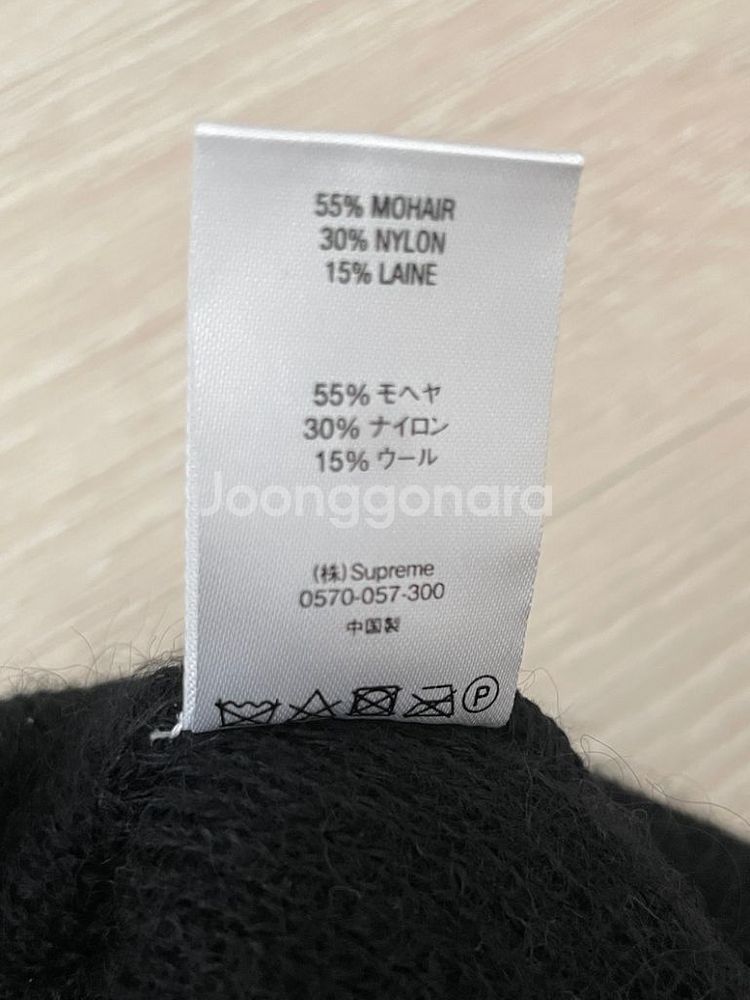 55% MOHAIR
30% NYLON
15% LAINE
55% モヘヤ
30% ナイロン
15% ウール
Joonggonara
(株)Supreme
0570-057-300
中国製
P